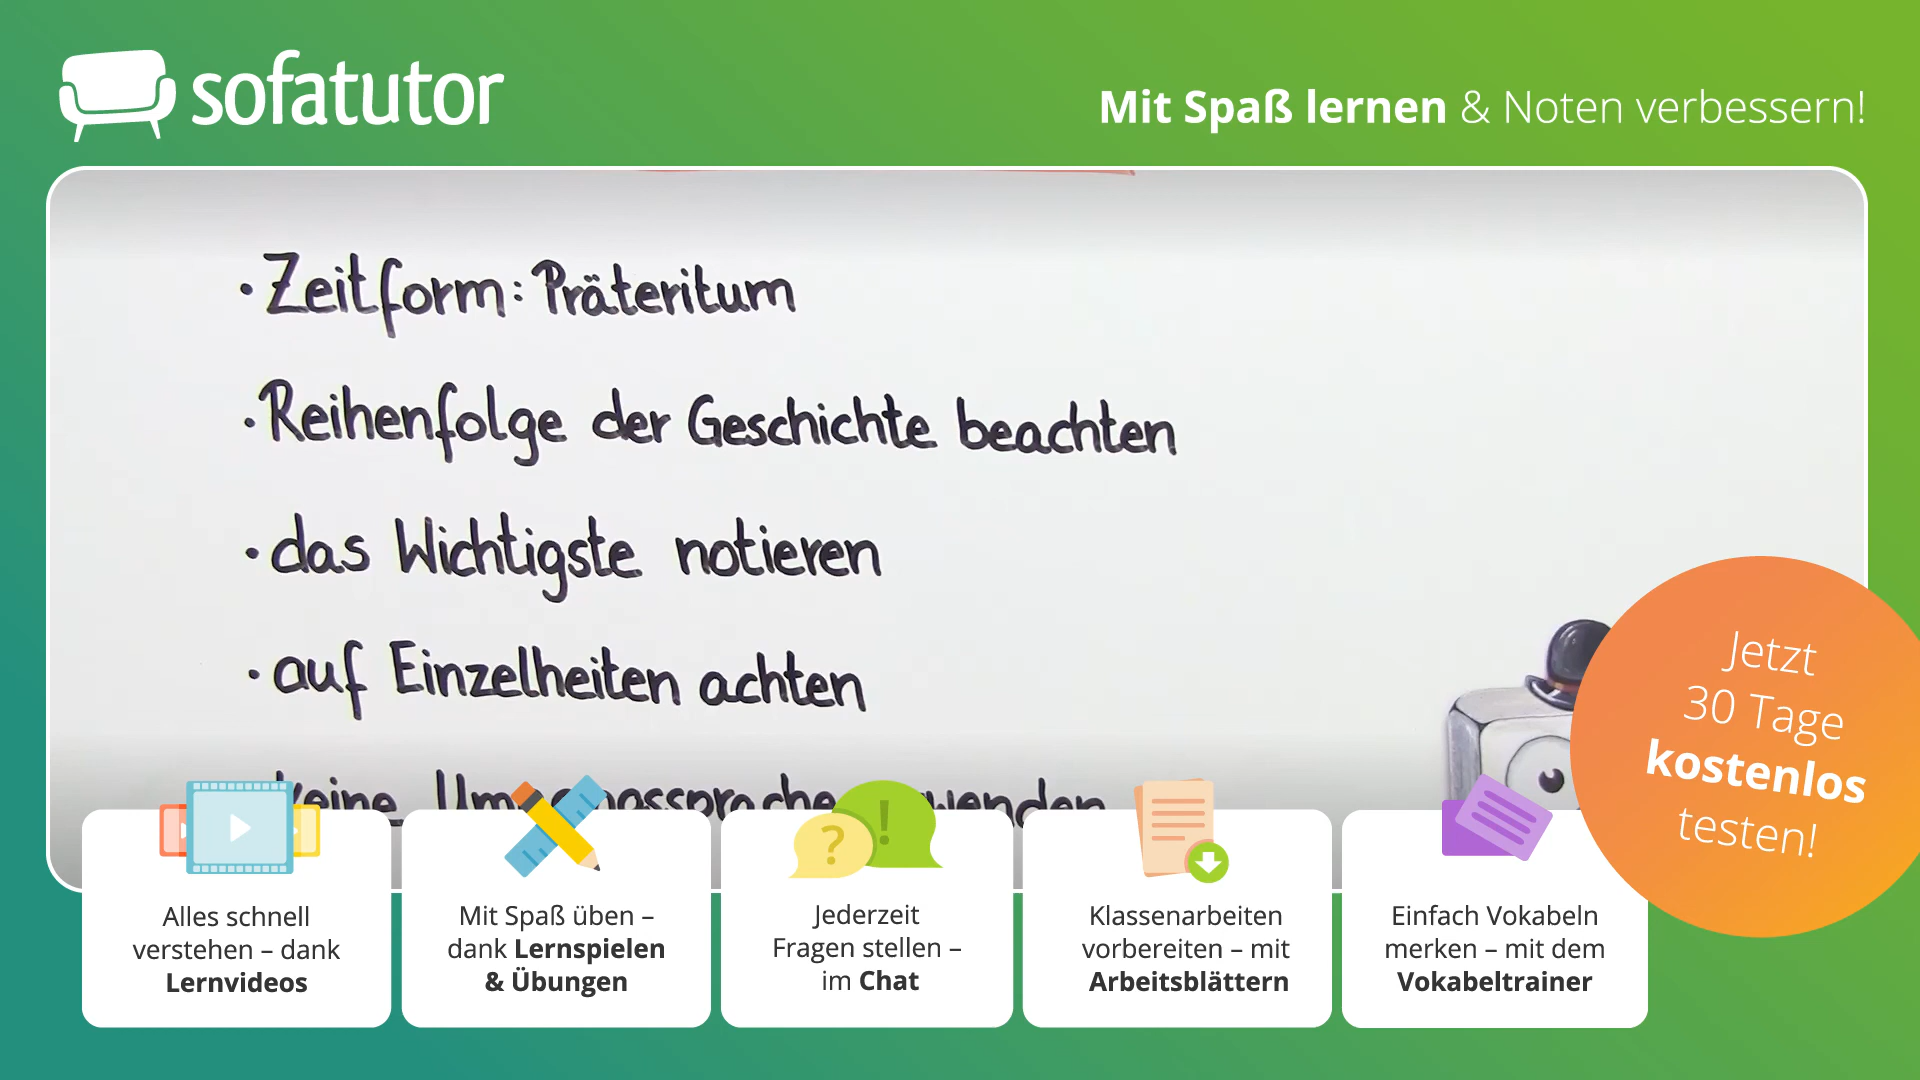 sofatutor
Mit Spaß lernen & Noten verbessern!
· Zeitform: Präteritum
· Reihenfolge der Geschichte beachten
· das Wichtigste notieren
· auf Einzelheiten achten
keine
Jetzt
30 Tage
kostenlos
testen!
Alles schnell
verstehen – dank
Lernvideos
Mit Spaß üben –
dank Lernspielen
& Übungen
?
!
Jederzeit
Fragen stellen –
im Chat
Klassenarbeiten
vorbereiten – mit
Arbeitsblättern
Einfach Vokabeln
merken – mit dem
Vokabeltrainer